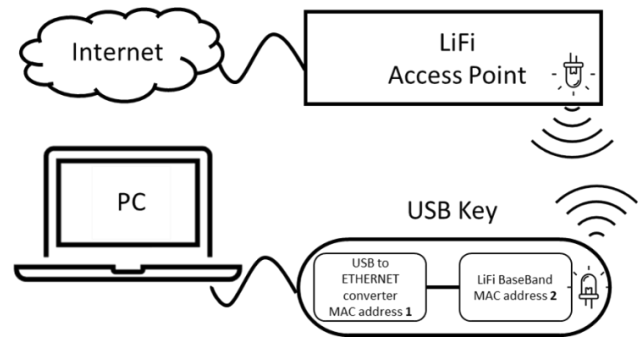 Internet
LiFi
Access Point
PC
USB Key
USB to
ETHERNET
converter
MAC address 1
LiFi BaseBand
MAC address 2